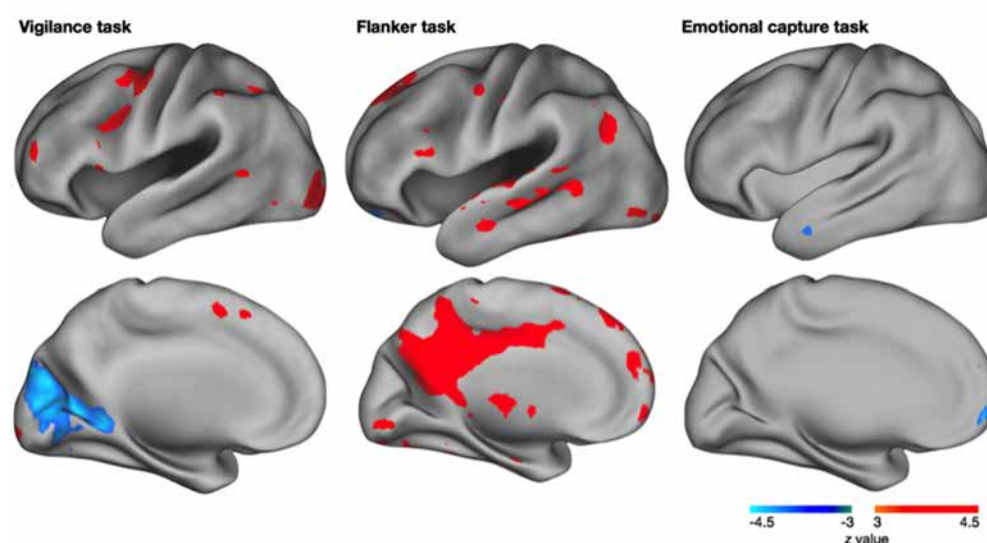 Vigilance task
Flanker task
Emotional capture task
-4.5 -3 3 4.5
z value